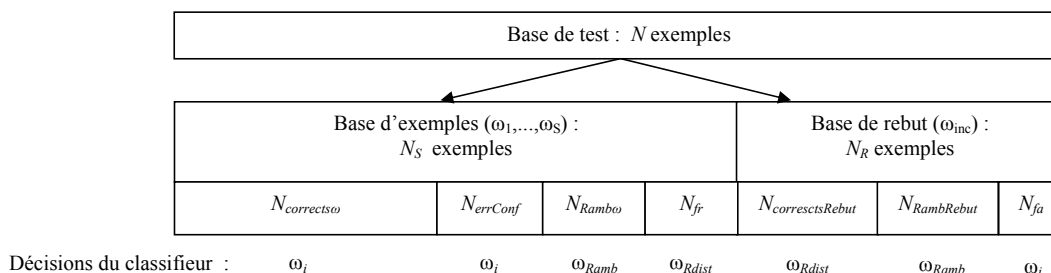 Base de test : N exemples
Base d’exemples (ω1,...,ωS) :
NS exemples
Base de rebut (ωinc) :
NR exemples
Ncorrectsω NerrConf NRambω Nfr NcorresctsRebut NRambRebut Nfa
Décisions du classifieur : ωi ωi ωRamb ωRdist ωRdist ωRamb ωi